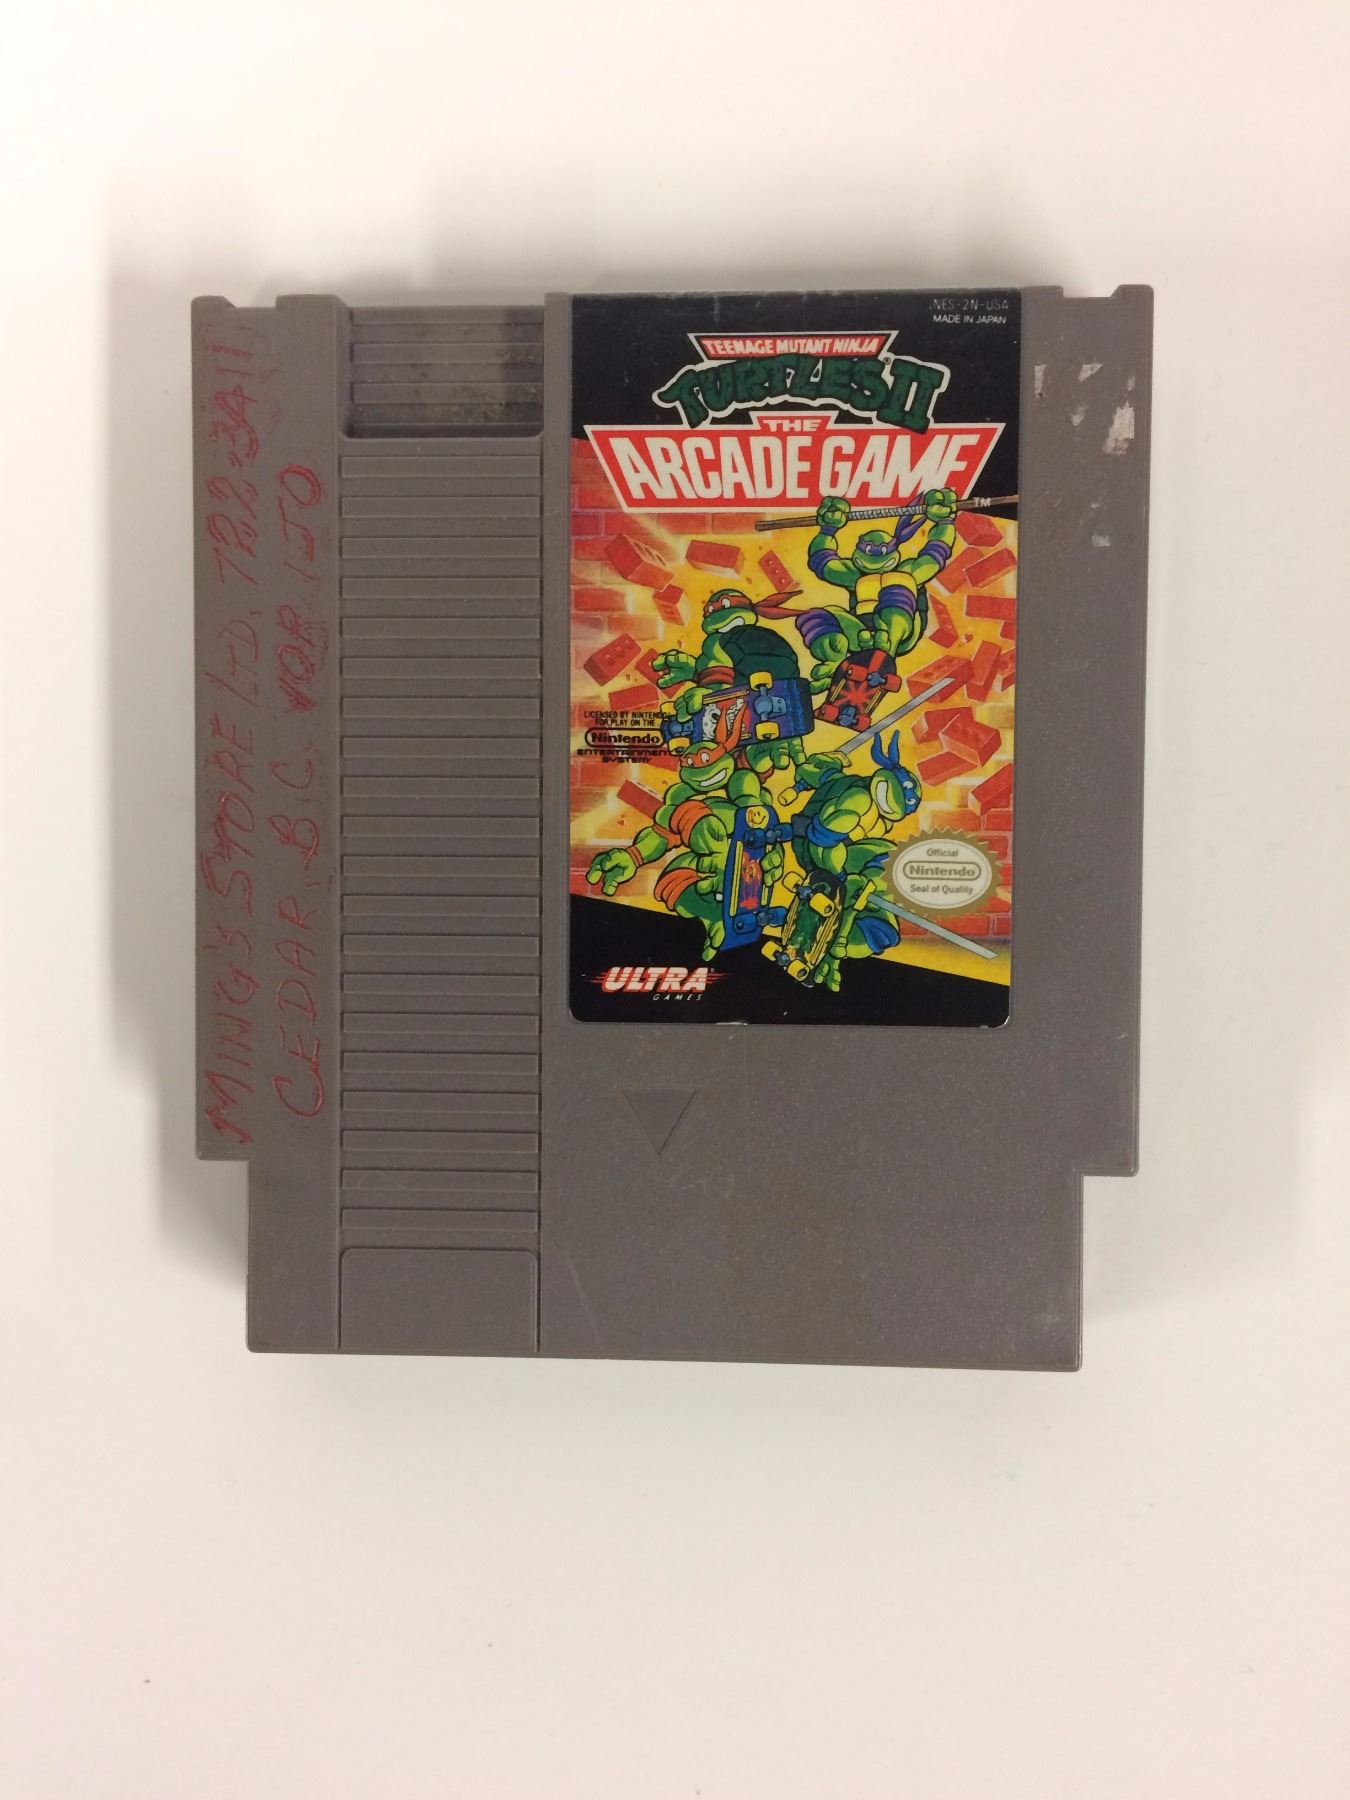 NES-2N-USA
MADE IN JAPAN
TEENAGE MUTANT NINJA
TURTLES® II
THE
ARCADE GAME
TM
LICENSED BY NINTENDO
FOR PLAY ON THE
Nintendo
ENTERTAINMENT
SYSTEM
Official
Nintendo
Seal of Quality
ULTRA
GAMES
MING'S STORE LTD. 722-3411
CEDAR, B.C. V0R 1J0